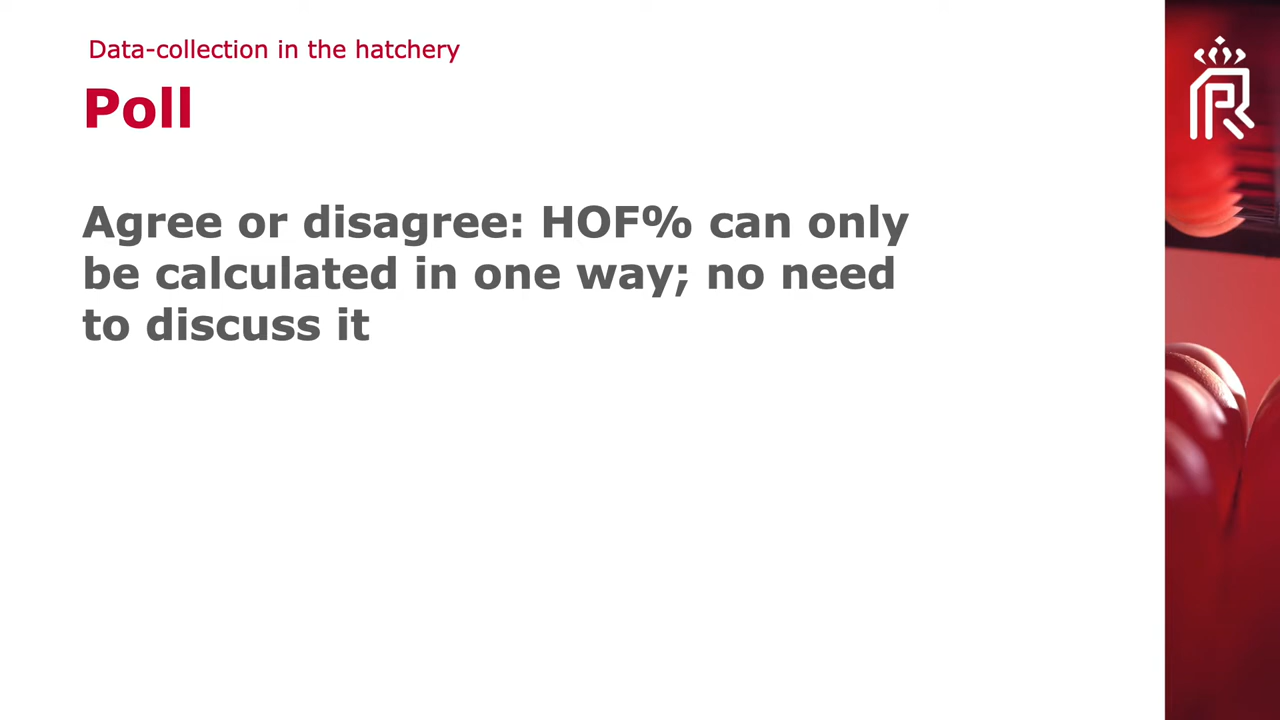 Data-collection in the hatchery
Poll
Agree or disagree: HOF% can only
be calculated in one way; no need
to discuss it